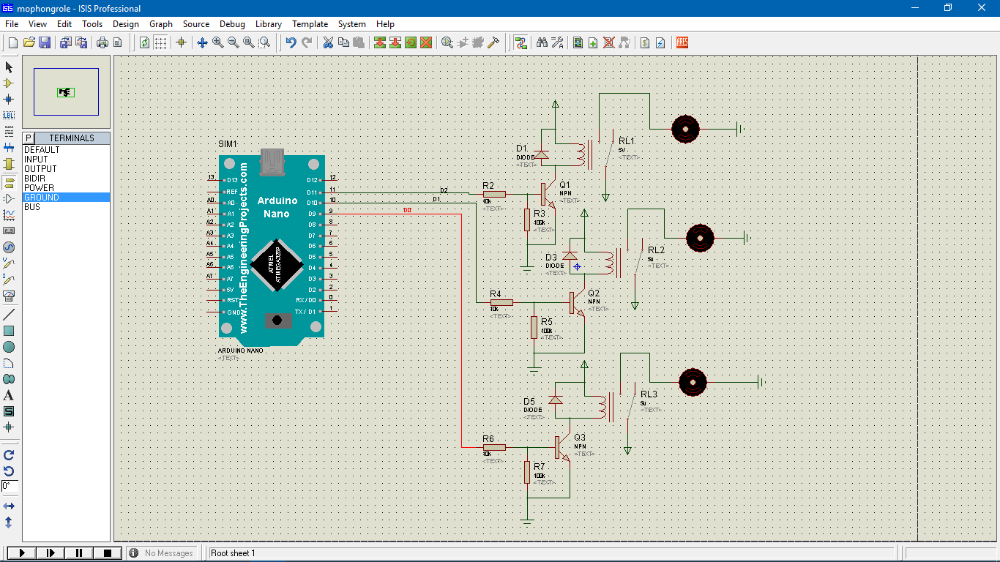 mophongrole - ISIS Professional
File View Edit Tools Design Graph Source Debug Library Template System Help
LBL
A
S
0°
P TERMINALS
DEFAULT
INPUT
OUTPUT
BIDIR
POWER
GROUND
BUS
SIM1
13 D13
REF
A0 A0
A1 A1
A2 A2
A3 A3
A4 A4
A5 A5
A6 A6
A7 A7
5V
RST
GND
www.TheEngineeringProjects.com
Arduino
Nano
ATMEL
ATMEGA328P
D12 12
D11 11
D10 10
D9 9
D8 8
D7 7
D6 6
D5 5
D4 4
D3 3
D2 2
RX / D0 0
TX / D1 1
ARDUINO NANO
<TEXT>
D2
D1
D0
D1
DIODE
<TEXT>
RL1
5V
<TEXT>
R2
10k
<TEXT>
Q1
NPN
<TEXT>
R3
100k
<TEXT>
D3
DIODE
<TEXT>
RL2
5v
<TEXT>
R4
10k
<TEXT>
Q2
NPN
<TEXT>
R5
100k
<TEXT>
D5
DIODE
<TEXT>
RL3
5v
<TEXT>
R6
10k
<TEXT>
Q3
NPN
<TEXT>
R7
100k
<TEXT>
ARES
No Messages
Root sheet 1